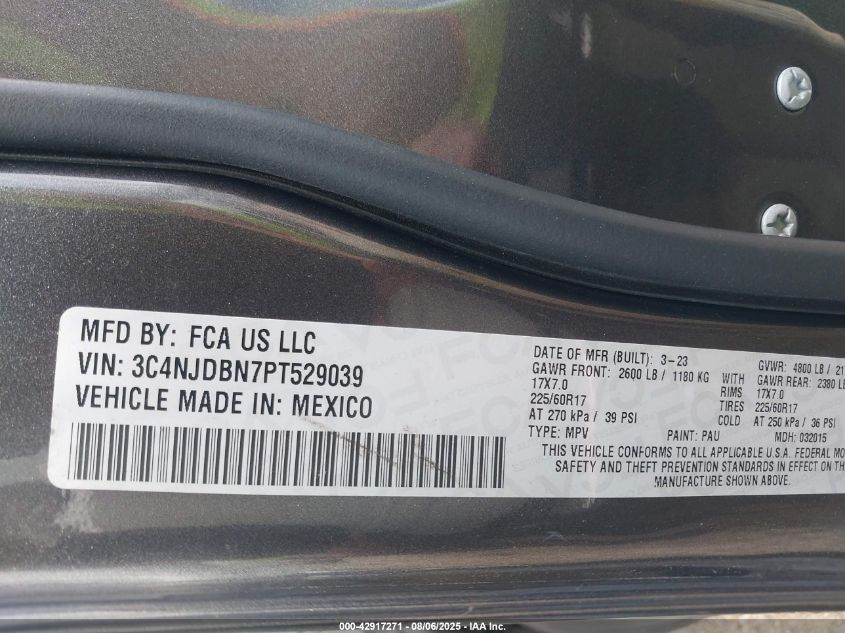 MFD BY: FCA US LLC
VIN: 3C4NJDBN7PT529039
VEHICLE MADE IN: MEXICO
DATE OF MFR (BUILT): 3-23
GVWR: 4800 LB / 21
GAWR FRONT: 2600 LB / 1180 KG WITH GAWR REAR: 2380 LB
17X7.0 RIMS 17X7.0
225/60R17 TIRES 225/60R17
AT 270 kPa / 39 PSI COLD AT 250 kPa / 36 PSI
TYPE: MPV PAINT: PAU MDH: 032015
THIS VEHICLE CONFORMS TO ALL APPLICABLE U.S.A. FEDERAL MO
SAFETY AND THEFT PREVENTION STANDARDS IN EFFECT ON THE
MANUFACTURE SHOWN ABOVE.
000-42917271 - 08/06/2025 - IAA Inc.